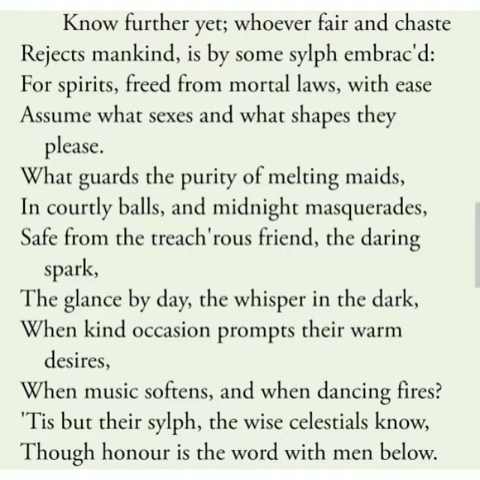 Know further yet; whoever fair and chaste
Rejects mankind, is by some sylph embrac'd:
For spirits, freed from mortal laws, with ease
Assume what sexes and what shapes they
please.
What guards the purity of melting maids,
In courtly balls, and midnight masquerades,
Safe from the treach'rous friend, the daring
spark,
The glance by day, the whisper in the dark,
When kind occasion prompts their warm
desires,
When music softens, and when dancing fires?
'Tis but their sylph, the wise celestials know,
Though honour is the word with men below.